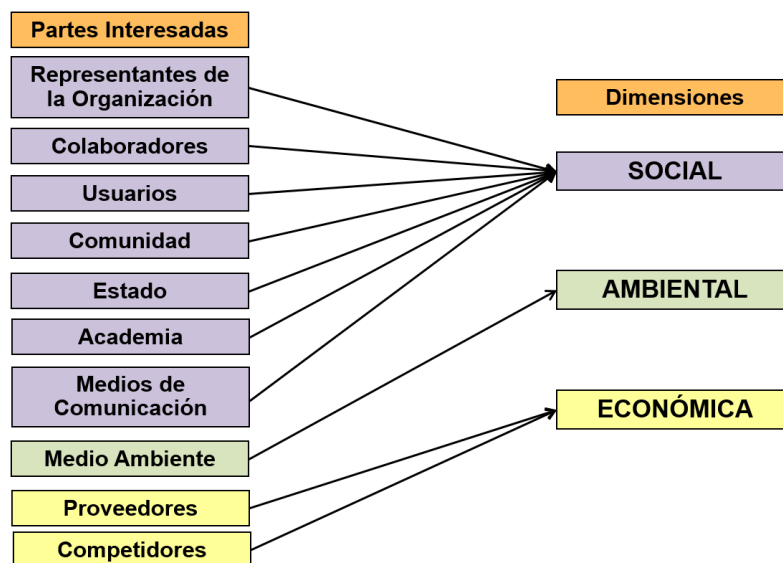 Partes Interesadas
Representantes de
la Organización
Colaboradores
Usuarios
Comunidad
Estado
Academia
Medios de
Comunicación
Medio Ambiente
Proveedores
Competidores
Dimensiones
SOCIAL
AMBIENTAL
ECONÓMICA